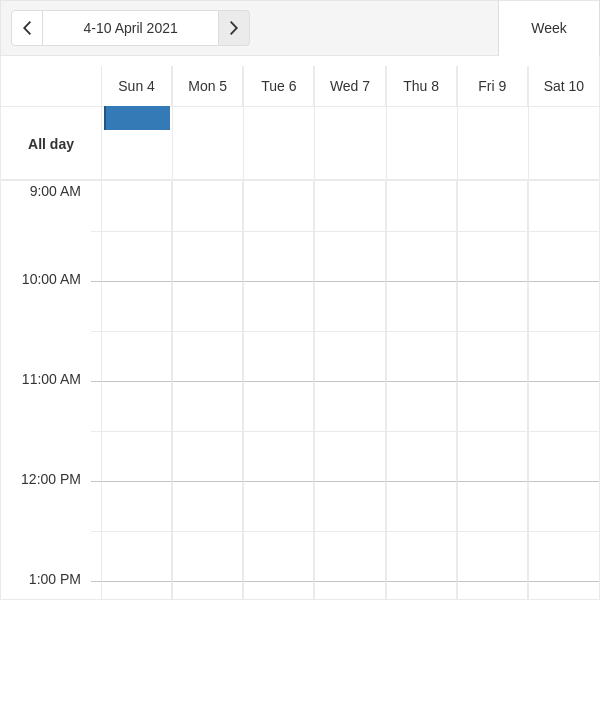 4-10 April 2021
Week
Sun 4 Mon 5 Tue 6 Wed 7 Thu 8 Fri 9 Sat 10
All day
9:00 AM
10:00 AM
11:00 AM
12:00 PM
1:00 PM